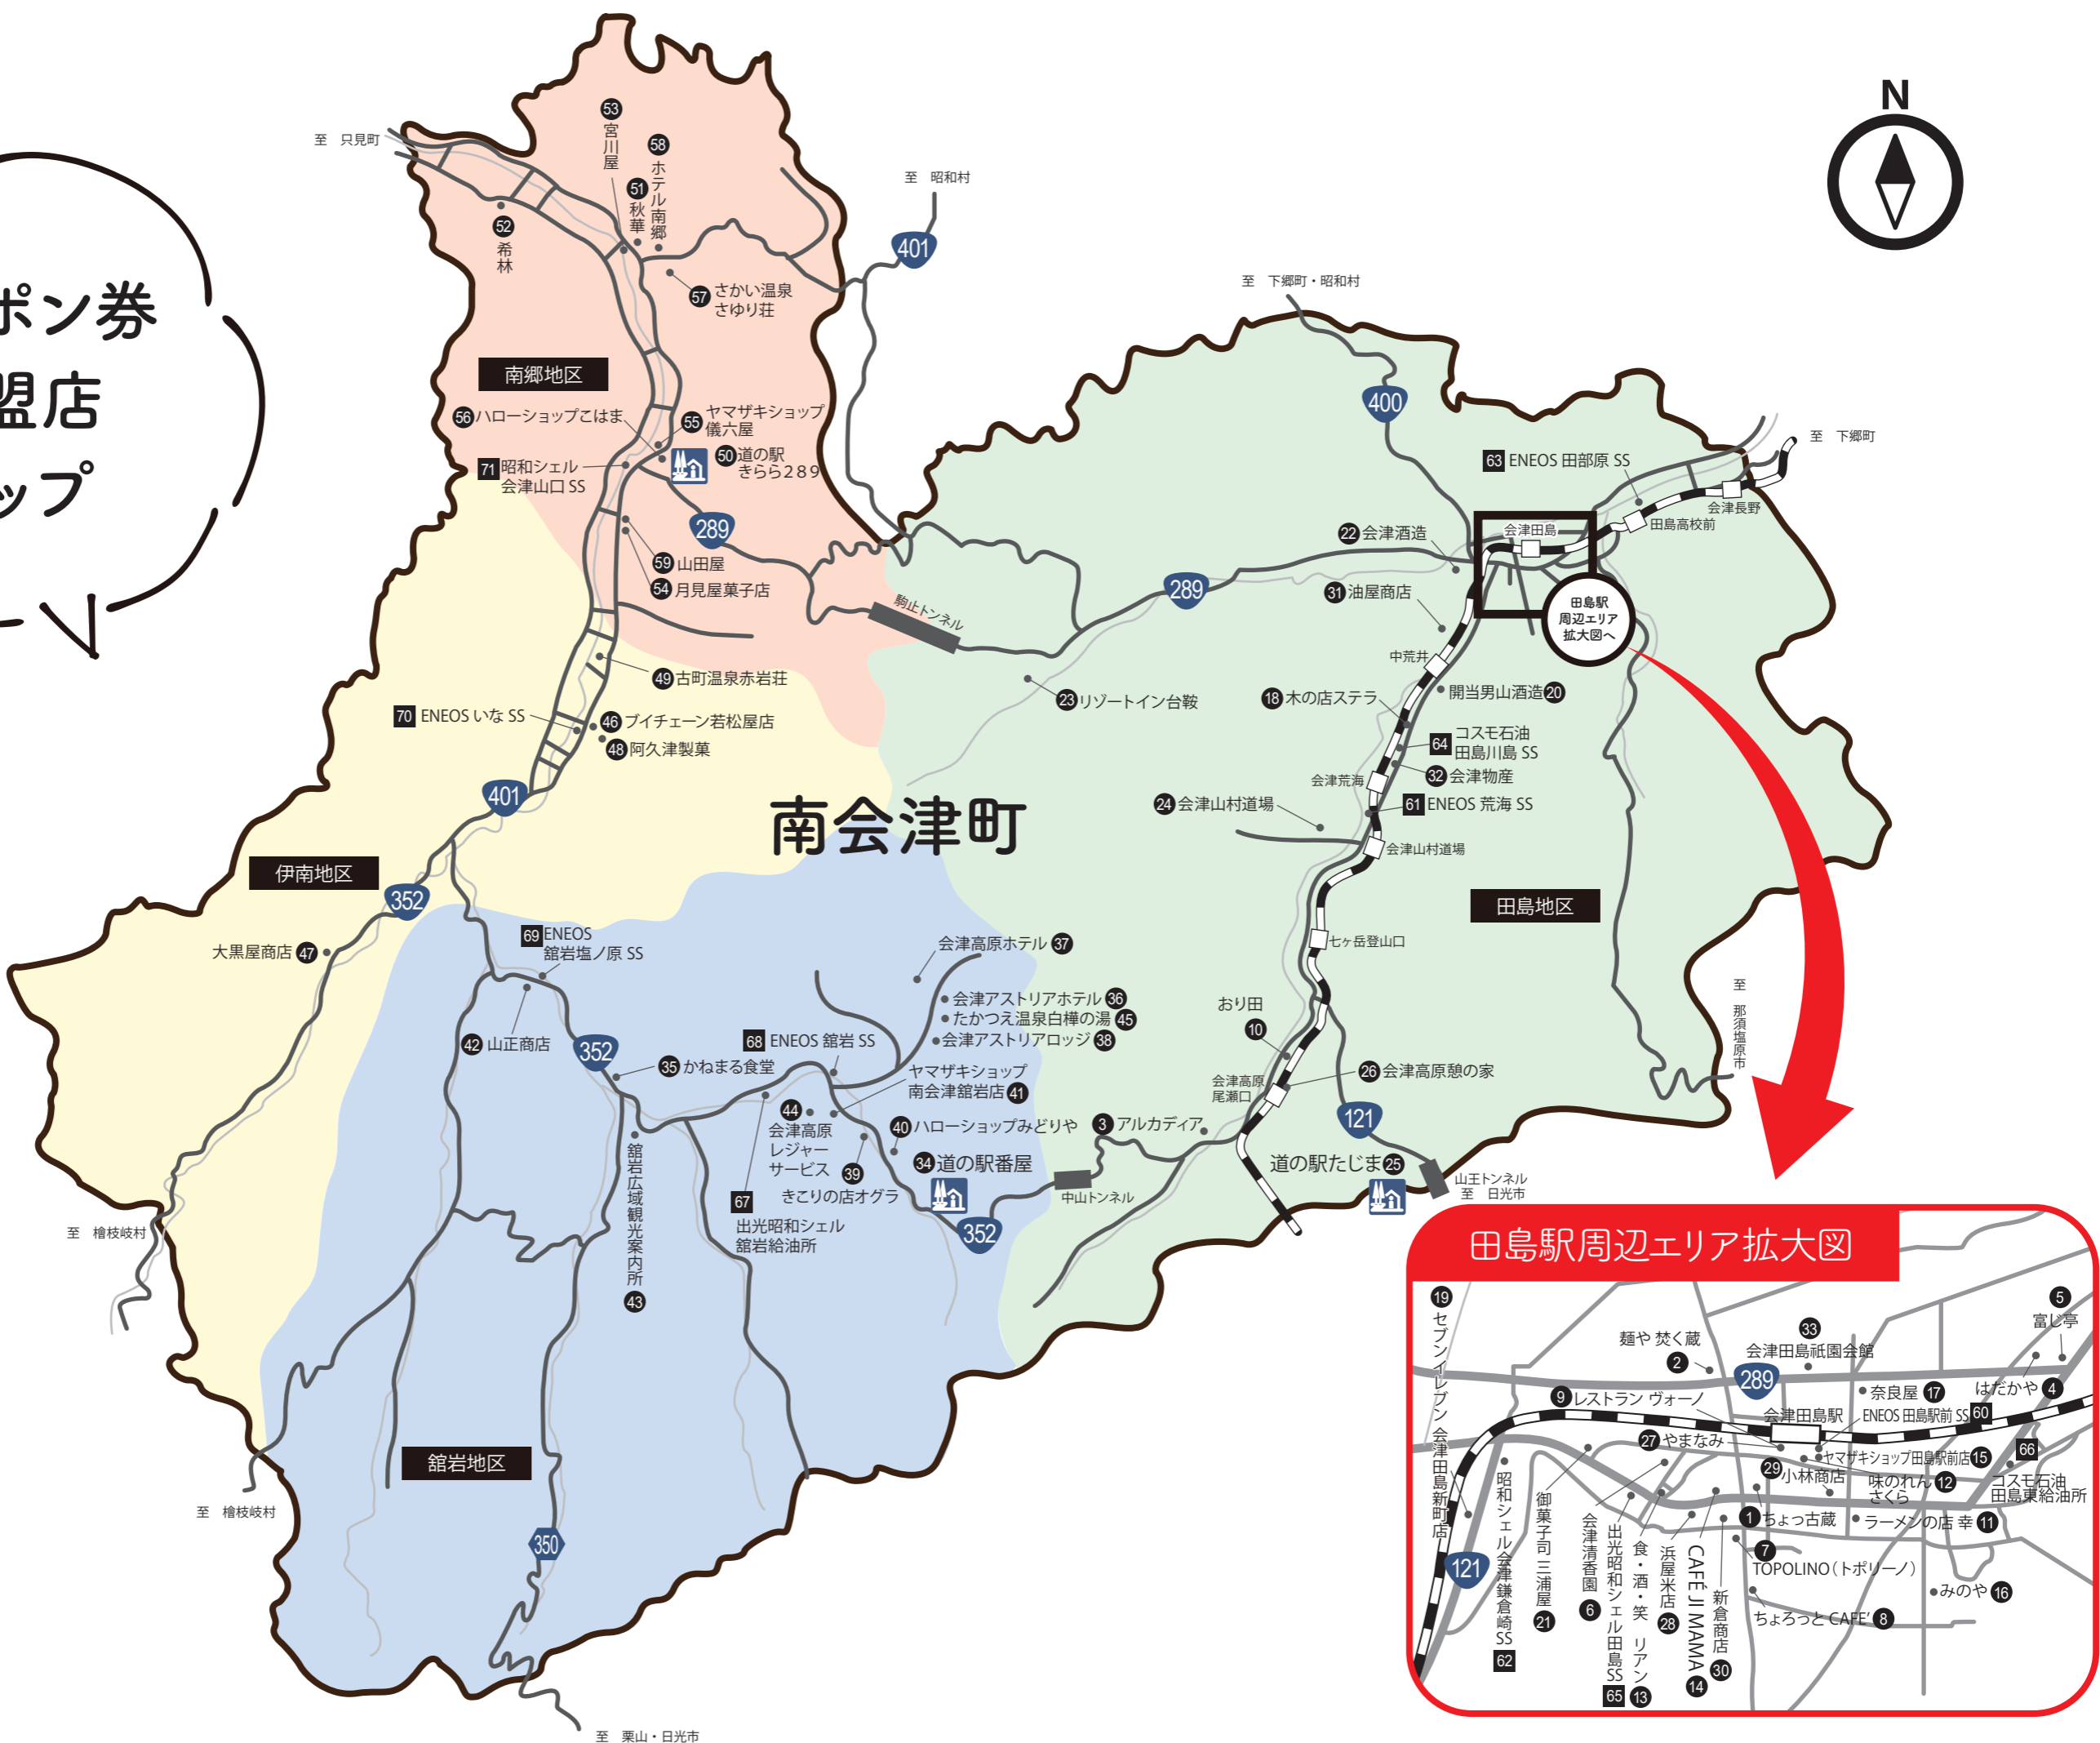 ポン券
盟店
ップ
N
南会津町
至 只見町
53 宮川屋
58 ホテル南郷
51 秋華
52 希林
57 さかい温泉
さゆり荘
至 昭和村
401
南郷地区
56 ハローショップこはま
55 ヤマザキショップ
儀六屋
50 道の駅
きらら289
71 昭和シェル
会津山口 SS
289
59 山田屋
54 月見屋菓子店
駒止トンネル
49 古町温泉赤岩荘
70 ENEOS いな SS
46 ブイチェーン若松屋店
48 阿久津製菓
401
伊南地区
352
大黒屋商店 47
至 檜枝岐村
至 下郷町・昭和村
400
至 下郷町
63 ENEOS 田部原 SS
会津長野
田島高校前
会津田島
22 会津酒造
289
31 油屋商店
田島駅
周辺エリア
拡大図へ
中荒井
23 リゾートイン台鞍
18 木の店ステラ
開当男山酒造 20
64 コスモ石油
田島川島 SS
会津荒海
32 会津物産
24 会津山村道場
61 ENEOS 荒海 SS
会津山村道場
田島地区
七ヶ岳登山口
至 那須塩原市
おり田
10
会津高原
尾瀬口
26 会津高原憩の家
121
3 アルカディア
道の駅たじま 25
山王トンネル
至 日光市
中山トンネル
69 ENEOS
舘岩塩ノ原 SS
42 山正商店
352
35 かねまる食堂
会津高原ホテル 37
会津アストリアホテル 36
たかつえ温泉白樺の湯 45
会津アストリアロッジ 38
68 ENEOS 舘岩 SS
ヤマザキショップ
南会津舘岩店 41
44
会津高原
レジャー
サービス
40 ハローショップみどりや
39
きこりの店オグラ
34 道の駅番屋
352
67
出光昭和シェル
舘岩給油所
舘岩広域観光案内所 43
舘岩地区
至 檜枝岐村
350
至 栗山・日光市
田島駅周辺エリア拡大図
19 セブンイレブン 会津田島新町店
麺や 焚く蔵
2
33
会津田島祇園会館
5
富じ亭
289
9 レストラン ヴォーノ
奈良屋 17
はだかや 4
会津田島駅
ENEOS 田島駅前 SS 60
27 やまなみ
ヤマザキショップ田島駅前店 15
66
コスモ石油
田島東給油所
29 小林商店
味のれん 12
さくら
1 ちょっ古蔵
ラーメンの店 幸 11
7
TOPOLINO（トポリーノ）
みのや 16
ちょろっと CAFE’ 8
121
昭和シェル会津鎌倉崎SS 62
御菓子司 三浦屋 21
会津清香園 6
出光昭和シェル田島SS 65
食・酒・笑 リアン 13
浜屋米店 28
CAFÉ JI MAMA 14
新倉商店 30